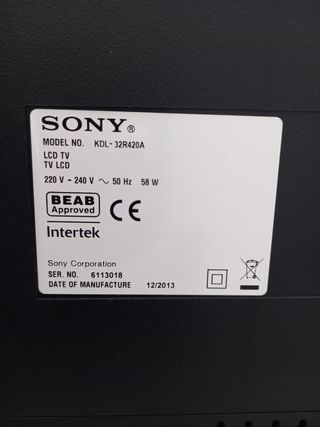 SONY®
MODEL NO. KDL-32R420A
LCD TV
TV LCD
220 V - 240 V ~ 50 Hz 58 W
BEAB
Approved
CE
Intertek
Sony Corporation
SER. NO. 6113018
DATE OF MANUFACTURE 12/2013